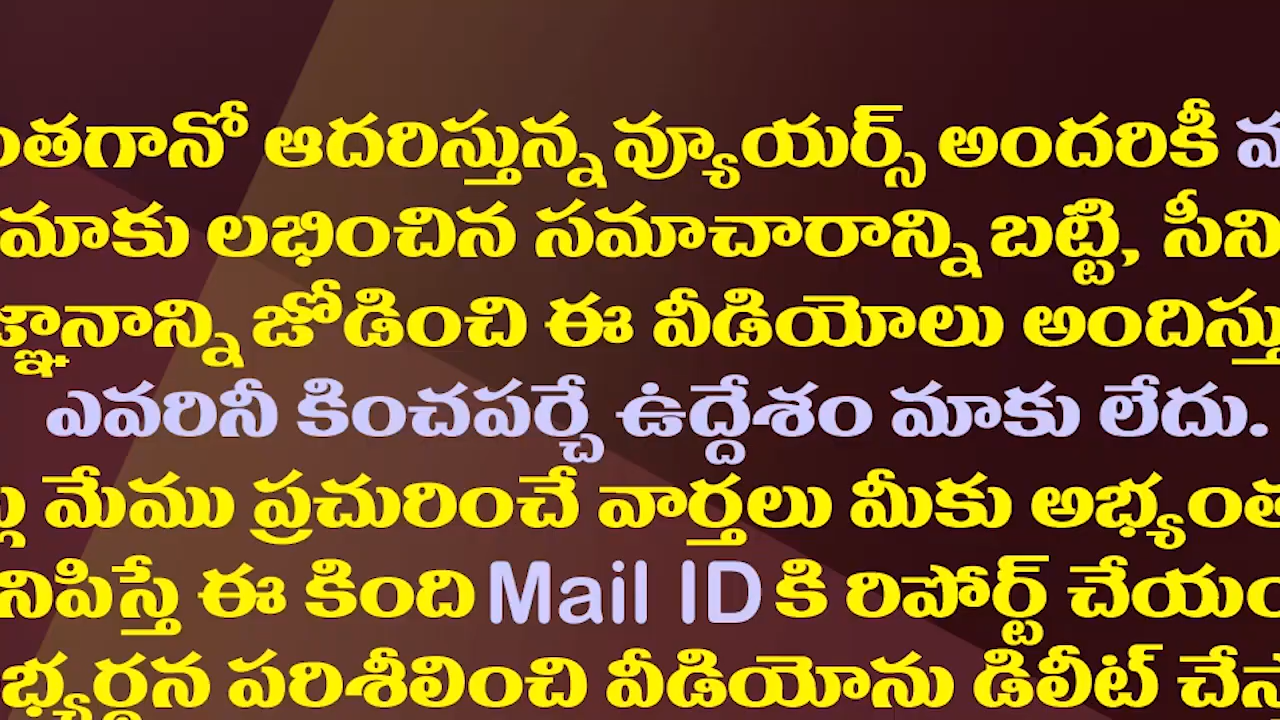 ంతగానో ఆదరిస్తున్న వ్యూయర్స్ అందరికీ
మాకు లభించిన సమాచారాన్ని బట్టి, సీని
జ్ఞానాన్ని జోడించి ఈ వీడియోలు అందిస్తు
ఎవరినీ కించపర్చే ఉద్దేశం మాకు లేదు.
మేము ప్రచురించే వార్తలు మీకు అభ్యంత
నిపిస్తే ఈ కింది Mail ID కి రిపోర్ట్ చేయం
భ్యర్థన పరిశీలించి వీడియోను డిలీట్ చేస